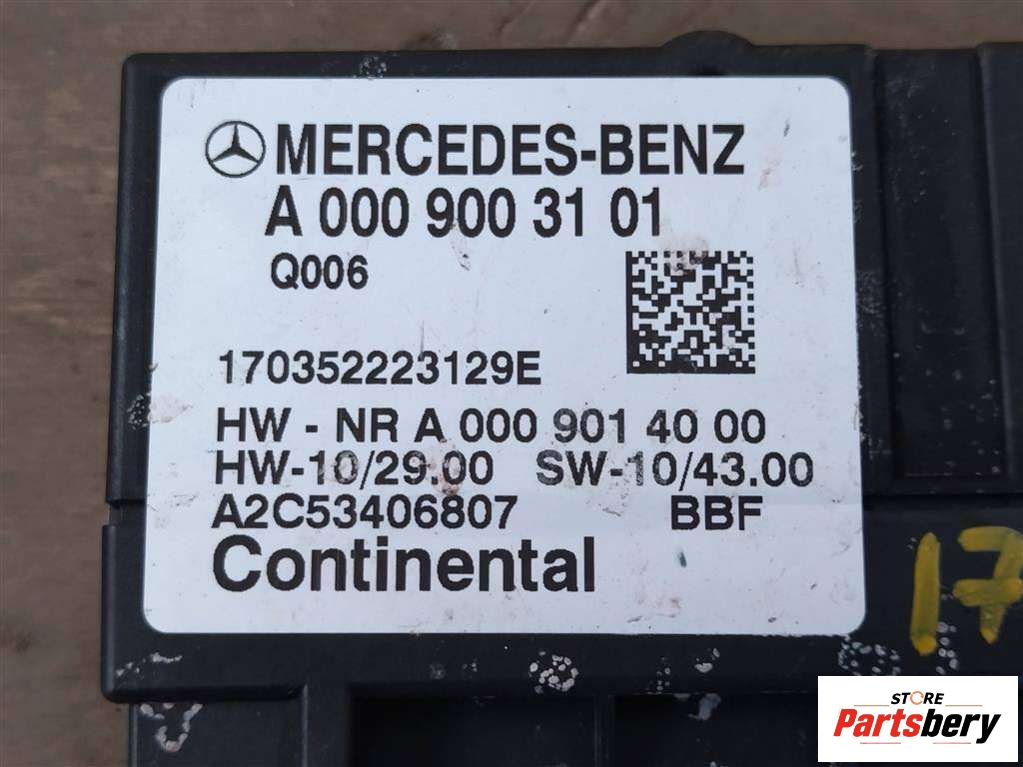 MERCEDES-BENZ
A 000 900 31 01
Q006
170352223129E
HW - NR A 000 901 40 00
HW-10/29.00 SW-10/43.00
A2C53406807 BBF
Continental
17
STORE
Partsbery